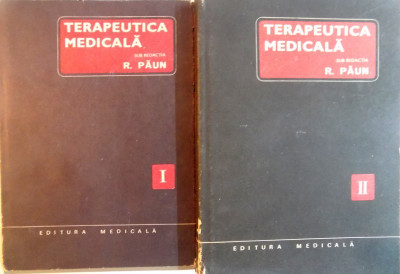 TERAPEUTICA
MEDICALĂ
SUB REDACȚIA
R. PĂUN
I
EDITURA MEDICALĂ
TERAPEUTICA
MEDICALĂ
SUB REDACȚIA
R. PĂUN
II
EDITURA MEDICALĂ